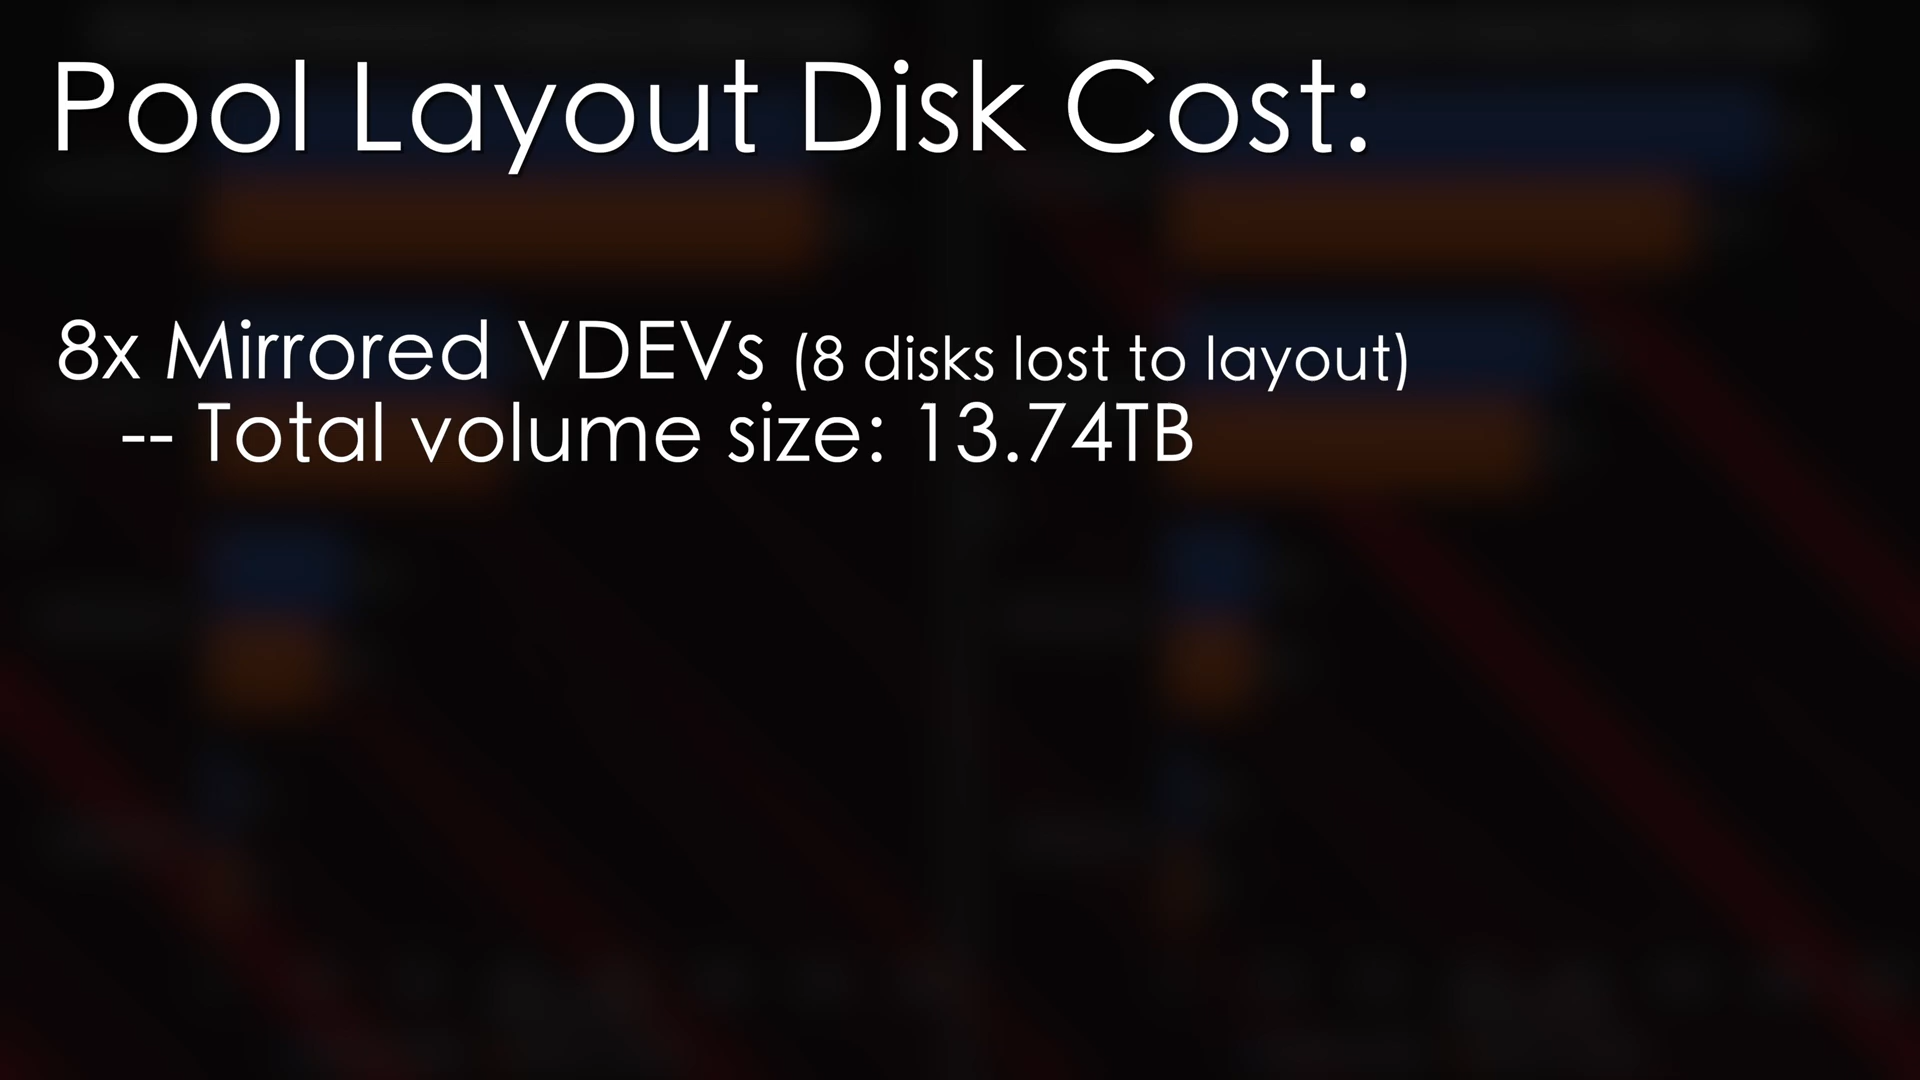 Pool Layout Disk Cost:
8x Mirrored VDEVs (8 disks lost to layout)
-- Total volume size: 13.74TB